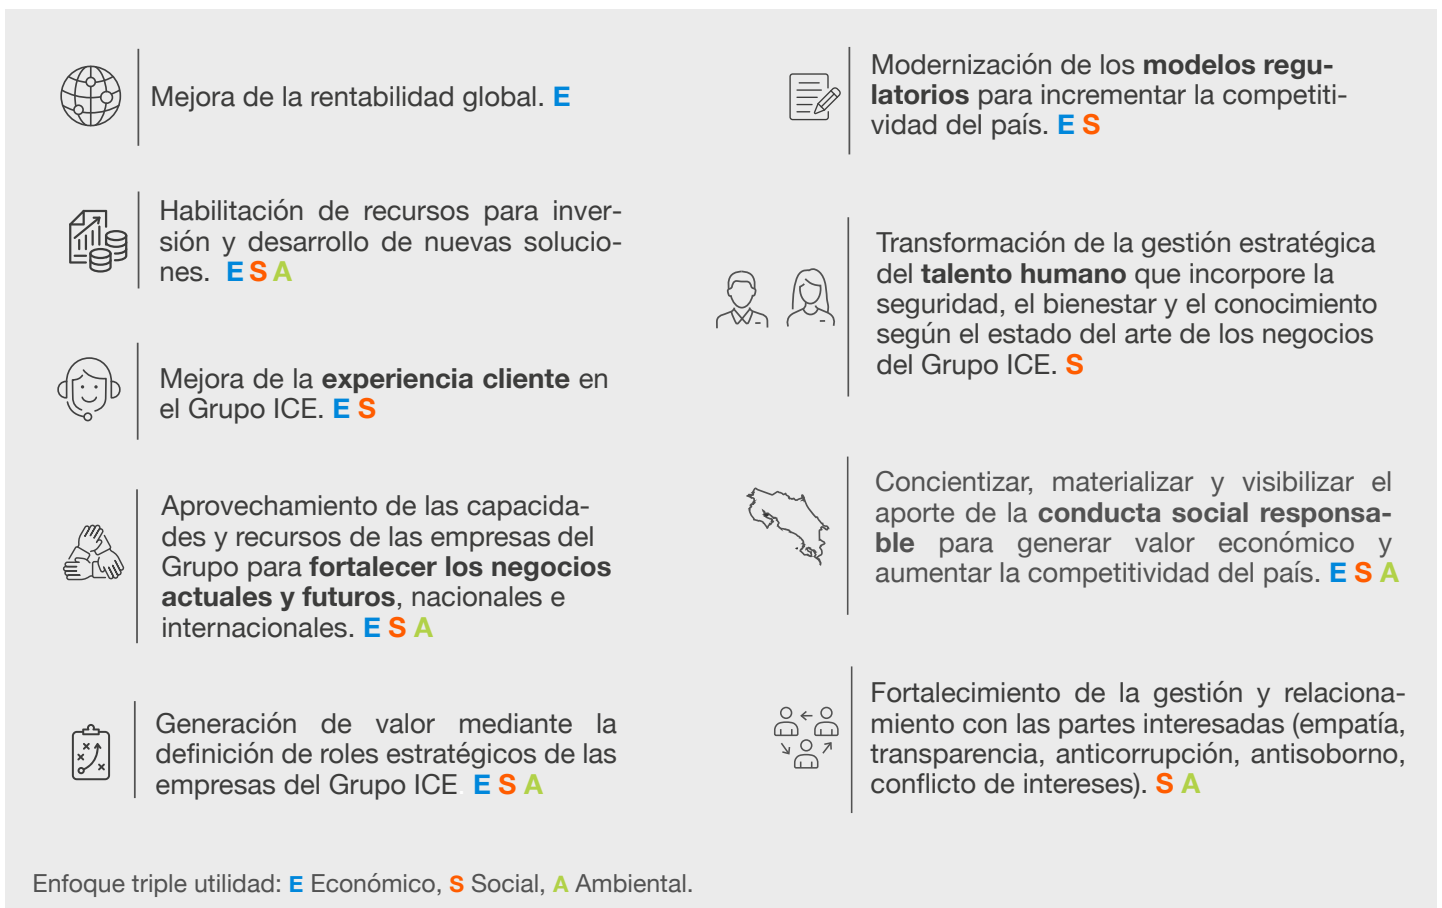 Mejora de la rentabilidad global. E
Habilitación de recursos para inver-
sión y desarrollo de nuevas solucio-
nes. E S A
Mejora de la experiencia cliente en
el Grupo ICE. E S
Aprovechamiento de las capacida-
des y recursos de las empresas del
Grupo para fortalecer los negocios
actuales y futuros, nacionales e
internacionales. E S A
Generación de valor mediante la
definición de roles estratégicos de las
empresas del Grupo ICE E S A
Modernización de los modelos regu-
latorios para incrementar la competiti-
vidad del país. E S
Transformación de la gestión estratégica
del talento humano que incorpore la
seguridad, el bienestar y el conocimiento
según el estado del arte de los negocios
del Grupo ICE. S
Concientizar, materializar y visibilizar el
aporte de la conducta social responsa-
ble para generar valor económico y
aumentar la competitividad del país. E S A
Fortalecimiento de la gestión y relaciona-
miento con las partes interesadas (empatía,
transparencia, anticorrupción, antisoborno,
conflicto de intereses). S A
Enfoque triple utilidad: E Económico, S Social, A Ambiental.